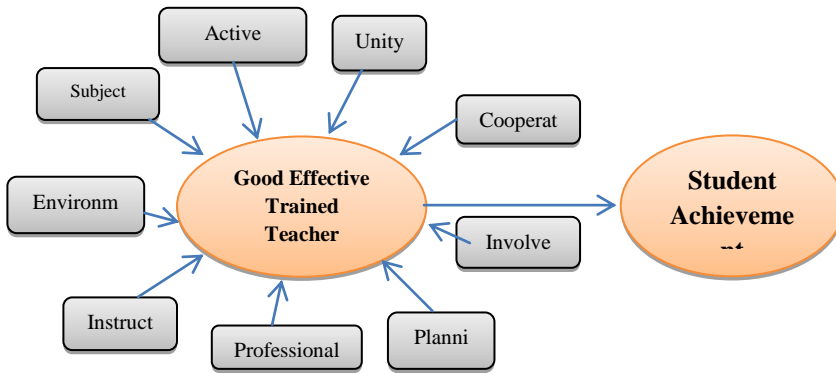 Active
Unity
Subject
Cooperat
Good Effective
Trained
Teacher
Student
Achieveme
Environm
Involve
Instruct
Professional
Planni